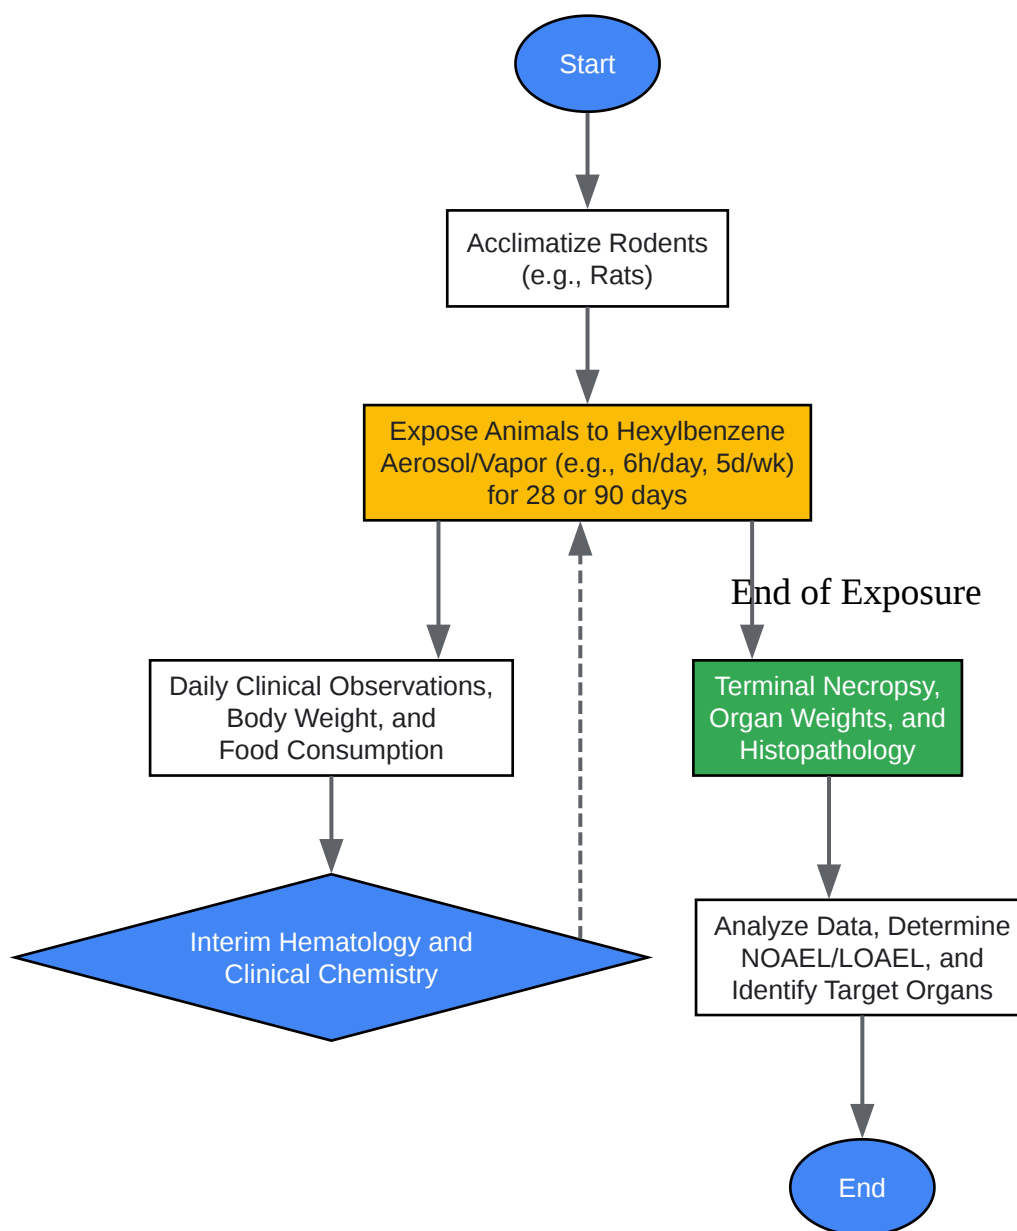 Start
Acclimatize Rodents
(e.g., Rats)
Expose Animals to Hexylbenzene
Aerosol/Vapor (e.g., 6h/day, 5d/wk)
for 28 or 90 days
End of Exposure
Daily Clinical Observations,
Body Weight, and
Food Consumption
Terminal Necropsy,
Organ Weights, and
Histopathology
Interim Hematology and
Clinical Chemistry
Analyze Data, Determine
NOAEL/LOAEL, and
Identify Target Organs
End